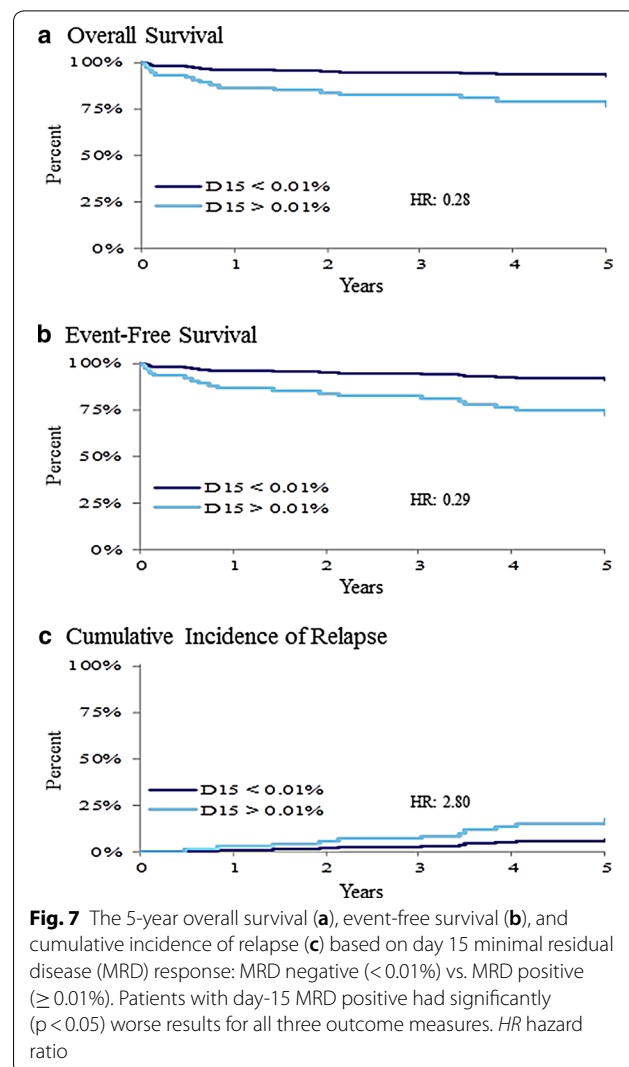 a Overall Survival
100%
75%
50%
25%
0%
Percent
D15 < 0.01%
D15 > 0.01%
HR: 0.28
0 1 2 3 4 5
Years
b Event-Free Survival
100%
75%
50%
25%
0%
Percent
D15 < 0.01%
D15 > 0.01%
HR: 0.29
0 1 2 3 4 5
Years
c Cumulative Incidence of Relapse
100%
75%
50%
25%
0%
Percent
D15 < 0.01%
D15 > 0.01%
HR: 2.80
0 1 2 3 4 5
Years
Fig. 7 The 5-year overall survival (a), event-free survival (b), and
cumulative incidence of relapse (c) based on day 15 minimal residual
disease (MRD) response: MRD negative (< 0.01%) vs. MRD positive
(≥ 0.01%). Patients with day-15 MRD positive had significantly
(p < 0.05) worse results for all three outcome measures. HR hazard
ratio